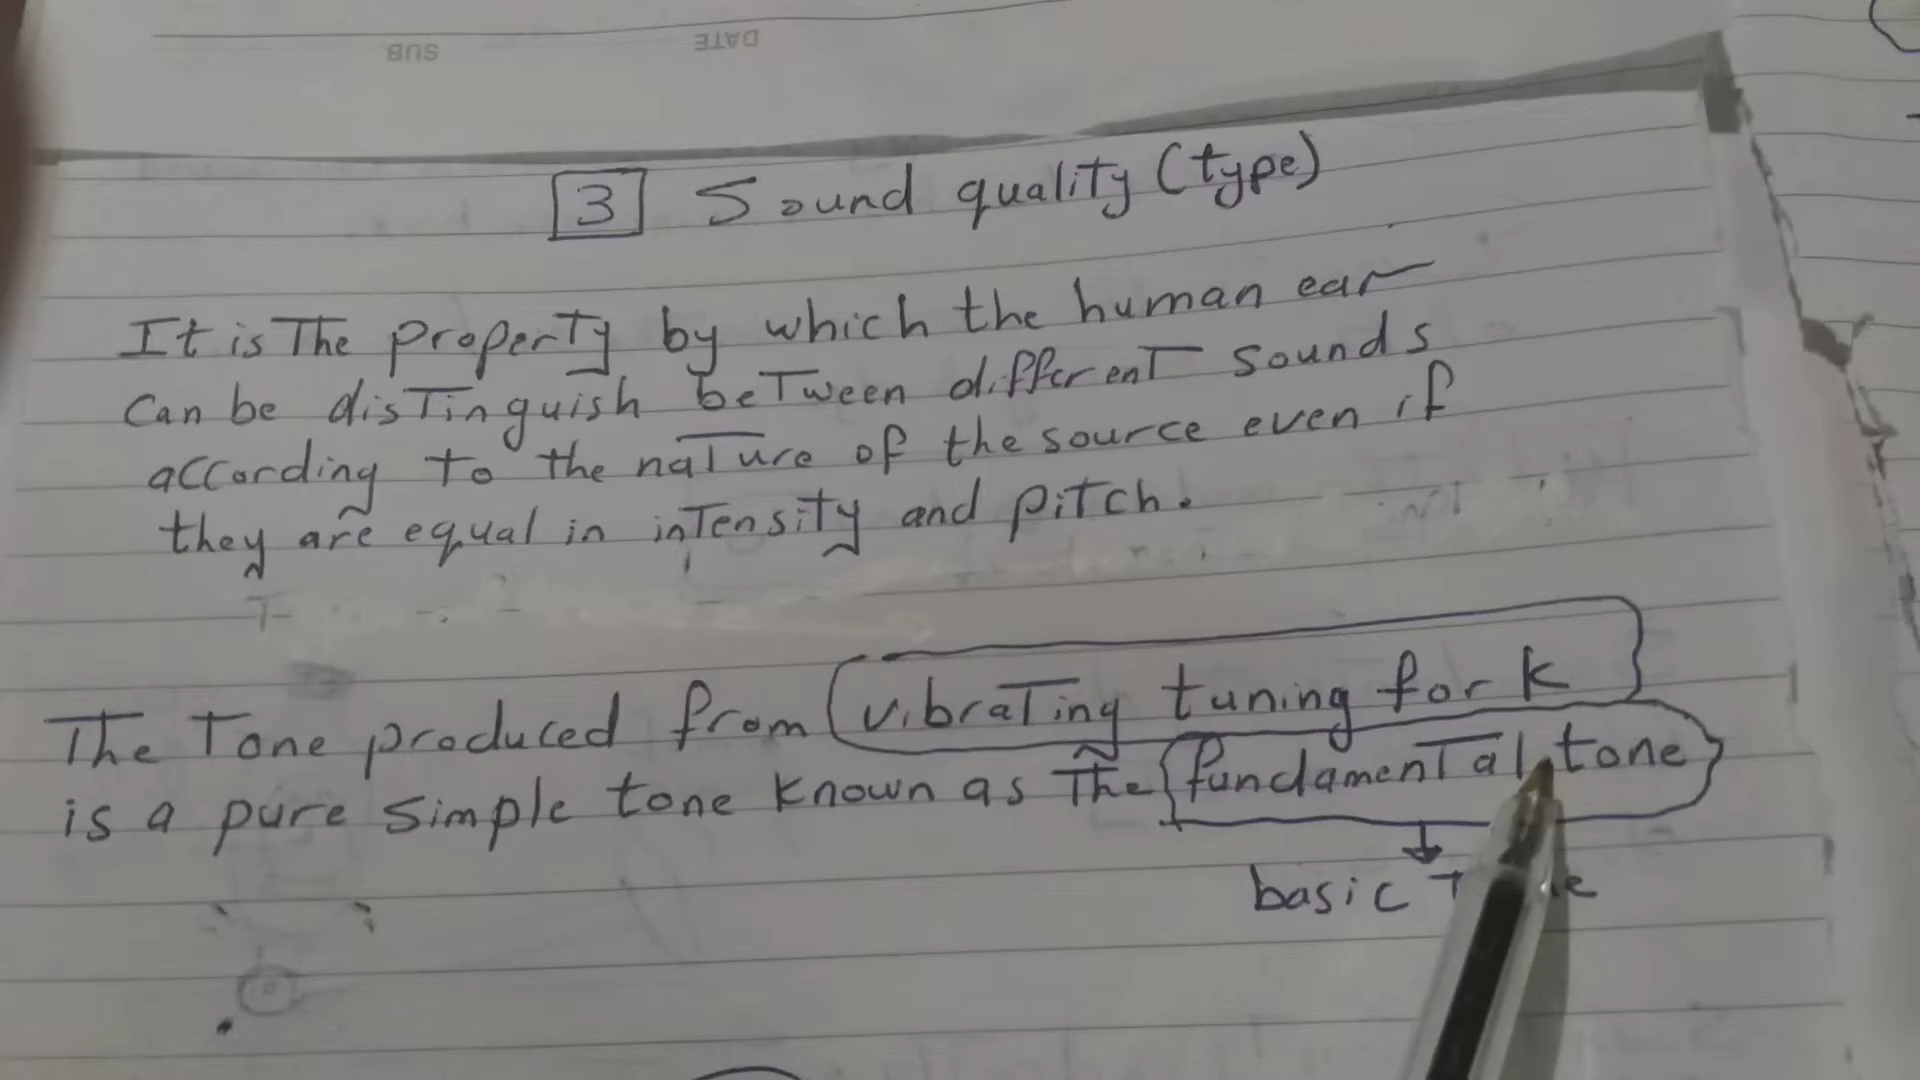 SUB DATE
3 Sound quality (type)
It is The property by which the human ear
Can be disTinguish beTween different sounds
according to the naTure of the source even if
they are equal in inTensity and piTch.
The Tone produced from vibraTing tuning fork
is a pure simple tone known as The fundamenTal tone
basic